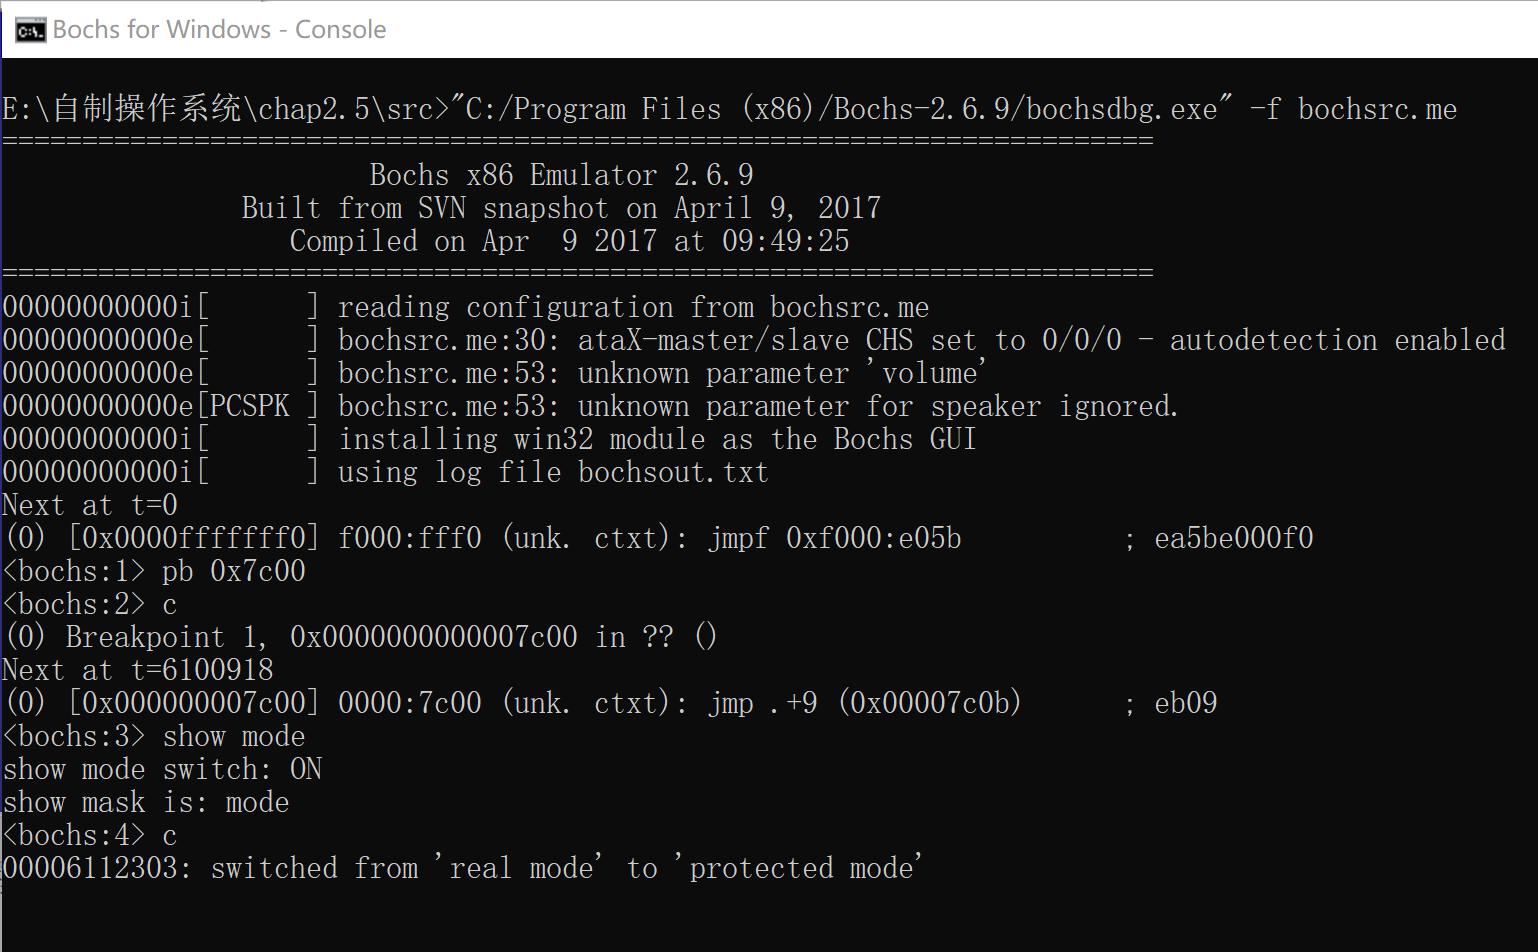 Bochs for Windows - Console
E:\自制操作系统\chap2.5\src>"C:/Program Files (x86)/Bochs-2.6.9/bochsdbg.exe" -f bochsrc.me
========================================================================
                       Bochs x86 Emulator 2.6.9
               Built from SVN snapshot on April 9, 2017
                  Compiled on Apr  9 2017 at 09:49:25
========================================================================
00000000000i[      ] reading configuration from bochsrc.me
00000000000e[      ] bochsrc.me:30: ataX-master/slave CHS set to 0/0/0 - autodetection enabled
00000000000e[      ] bochsrc.me:53: unknown parameter 'volume'
00000000000e[PCSPK ] bochsrc.me:53: unknown parameter for speaker ignored.
00000000000i[      ] installing win32 module as the Bochs GUI
00000000000i[      ] using log file bochsout.txt
Next at t=0
(0) [0x0000fffffff0] f000:fff0 (unk. ctxt): jmpf 0xf000:e05b          ; ea5be000f0
<bochs:1> pb 0x7c00
<bochs:2> c
(0) Breakpoint 1, 0x0000000000007c00 in ?? ()
Next at t=6100918
(0) [0x000000007c00] 0000:7c00 (unk. ctxt): jmp .+9 (0x00007c0b)      ; eb09
<bochs:3> show mode
show mode switch: ON
show mask is: mode
<bochs:4> c
00006112303: switched from 'real mode' to 'protected mode'